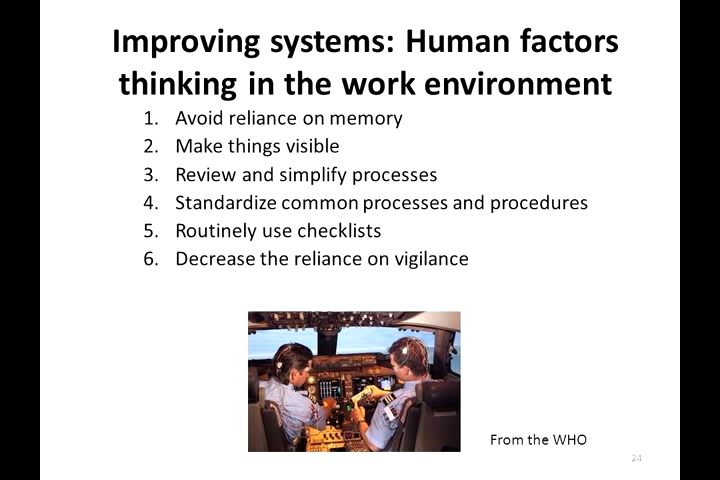 Improving systems: Human factors
thinking in the work environment
1. Avoid reliance on memory
2. Make things visible
3. Review and simplify processes
4. Standardize common processes and procedures
5. Routinely use checklists
6. Decrease the reliance on vigilance
From the WHO
24